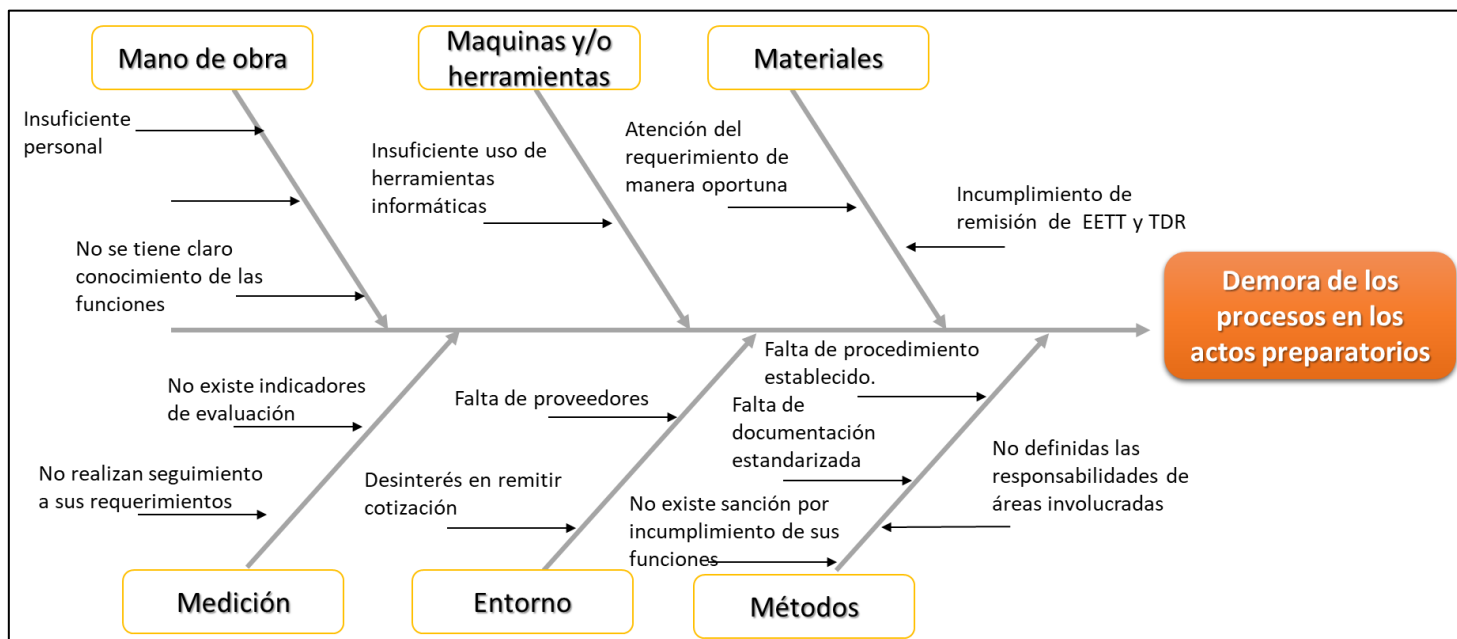 Mano de obra
Maquinas y/o
herramientas
Materiales
Insuficiente
personal
No se tiene claro
conocimiento de las
funciones
Insuficiente uso de
herramientas
informáticas
Atención del
requerimiento de
manera oportuna
Incumplimiento de
remisión de EETT y TDR
Demora de los
procesos en los
actos preparatorios
No existe indicadores
de evaluación
No realizan seguimiento
a sus requerimientos
Falta de proveedores
Desinterés en remitir
cotización
Falta de procedimiento
establecido.
Falta de
documentación
estandarizada
No existe sanción por
incumplimiento de sus
funciones
No definidas las
responsabilidades de
áreas involucradas
Medición
Entorno
Métodos